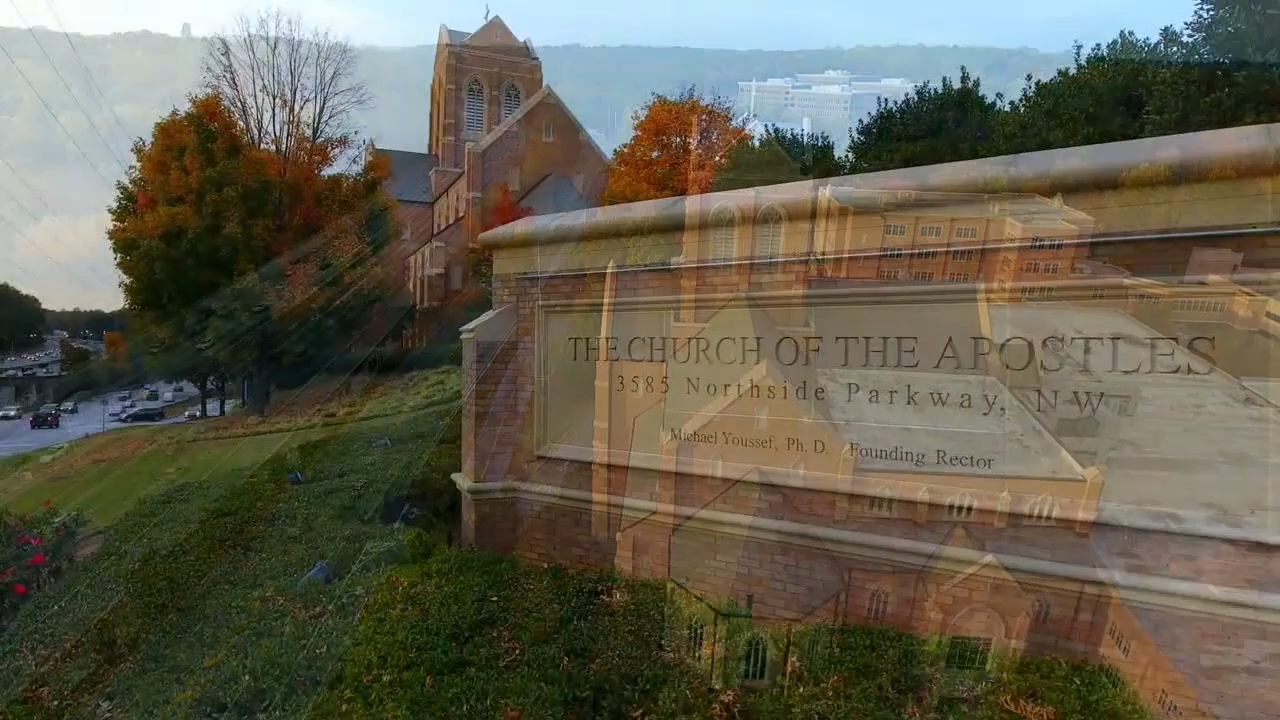 THE CHURCH OF THE APOSTLES
3585 Northside Parkway, NW
Michael Youssef, Ph. D. Founding Rector